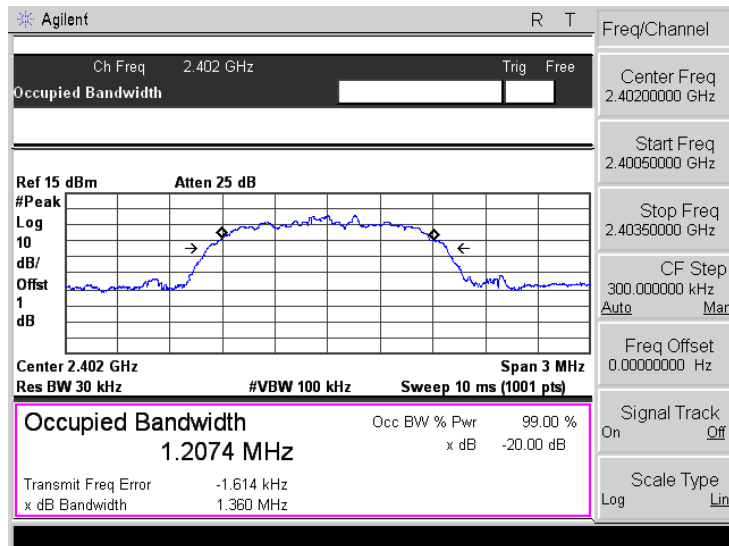 Agilent
R T
Ch Freq 2.402 GHz Trig Free
Occupied Bandwidth
Ref 15 dBm Atten 25 dB
#Peak
Log
10
dB/
Offst
1
dB
Center 2.402 GHz Span 3 MHz
Res BW 30 kHz #VBW 100 kHz Sweep 10 ms (1001 pts)
Occupied Bandwidth
1.2074 MHz
Occ BW % Pwr 99.00 %
x dB -20.00 dB
Transmit Freq Error -1.614 kHz
x dB Bandwidth 1.360 MHz
Freq/Channel
Center Freq
2.40200000 GHz
Start Freq
2.40050000 GHz
Stop Freq
2.40350000 GHz
CF Step
300.000000 kHz
Auto Man
Freq Offset
0.00000000 Hz
Signal Track
On Off
Scale Type
Log Lin